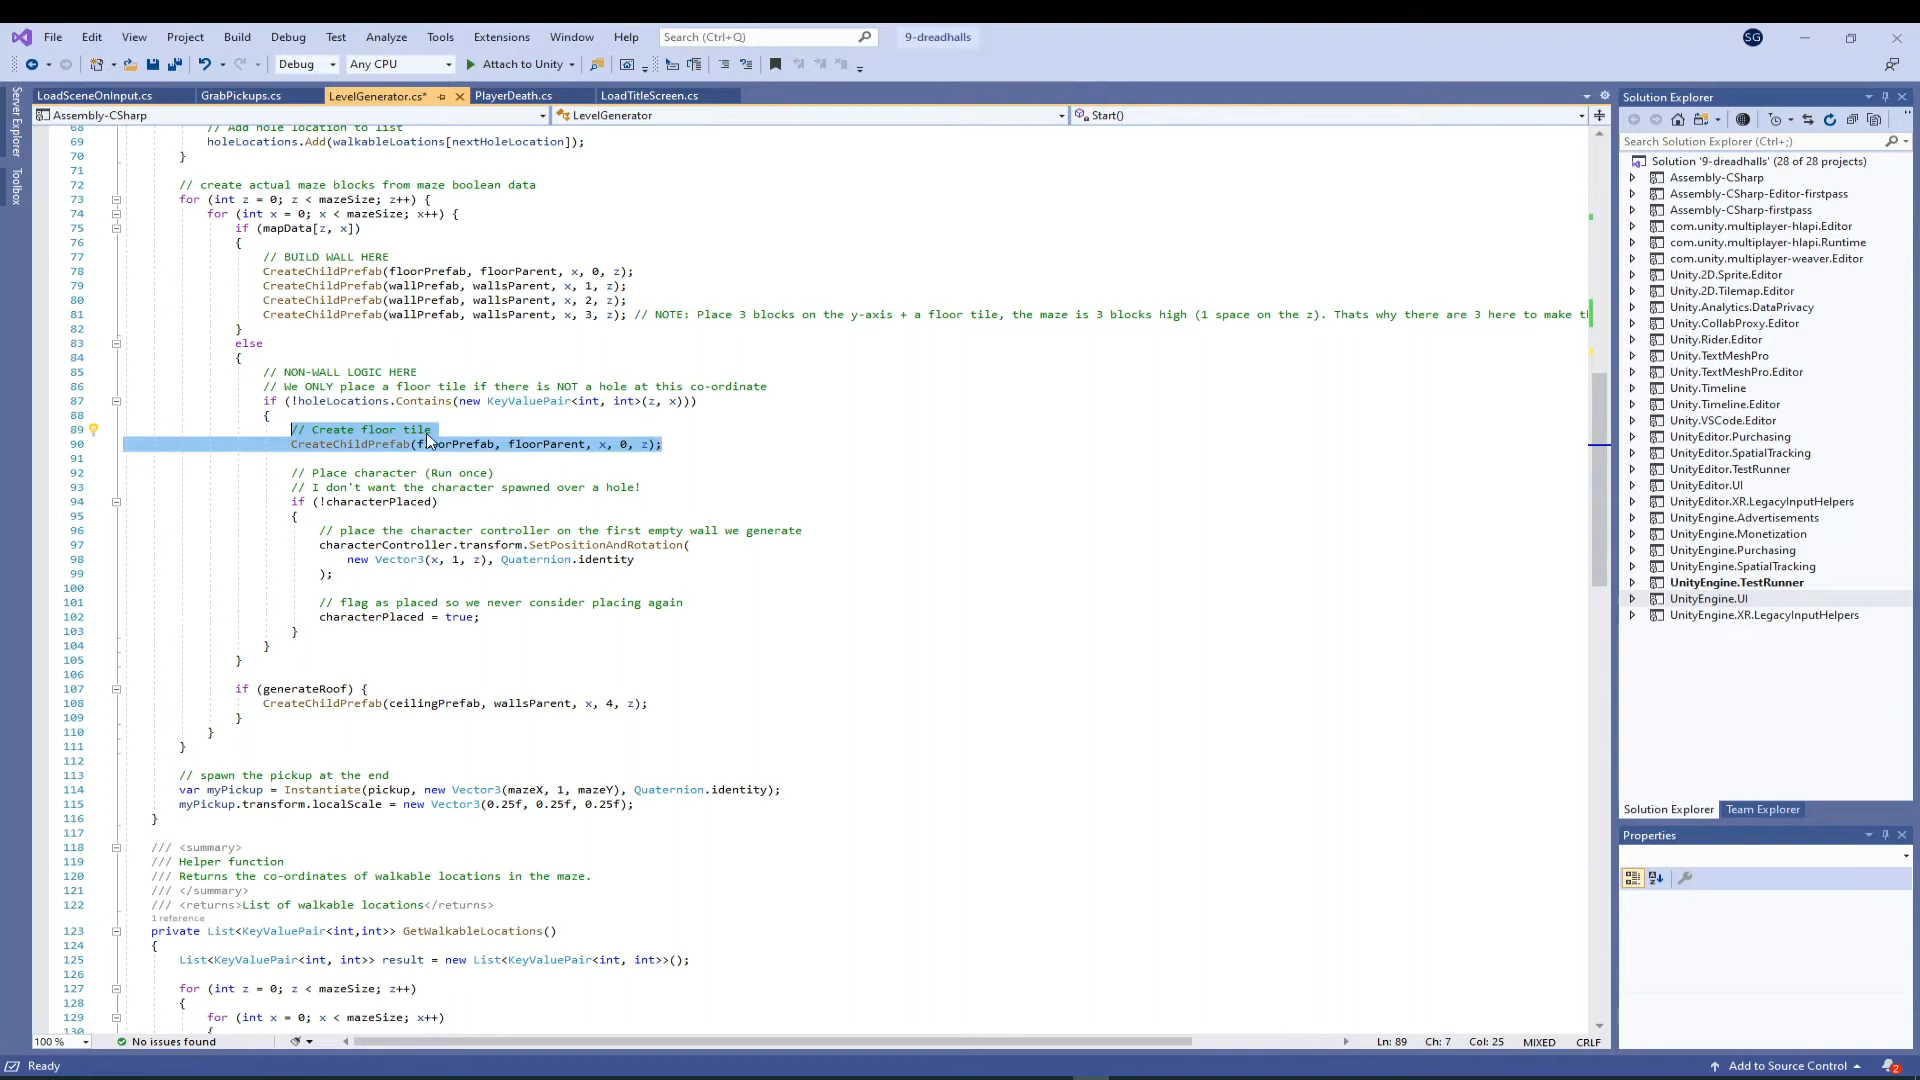 File Edit View Project Build Debug Test Analyze Tools Extensions Window Help Search (Ctrl+Q) 9-dreadhalls SG
Debug Any CPU Attach to Unity
Server Explorer
Toolbox
LoadSceneOnInput.cs GrabPickups.cs LevelGenerator.cs* PlayerDeath.cs LoadTitleScreen.cs
Assembly-CSharp LevelGenerator Start()
68 // Add hole location to list
69 holeLocations.Add(walkableLoations[nextHoleLocation]);
70 }
71
72 // create actual maze blocks from maze boolean data
73 for (int z = 0; z < mazeSize; z++) {
74 for (int x = 0; x < mazeSize; x++) {
75 if (mapData[z, x])
76 {
77 // BUILD WALL HERE
78 CreateChildPrefab(floorPrefab, floorParent, x, 0, z);
79 CreateChildPrefab(wallPrefab, wallsParent, x, 1, z);
80 CreateChildPrefab(wallPrefab, wallsParent, x, 2, z);
81 CreateChildPrefab(wallPrefab, wallsParent, x, 3, z); // NOTE: Place 3 blocks on the y-axis + a floor tile, the maze is 3 blocks high (1 space on the z). Thats why there are 3 here to make
82 }
83 else
84 {
85 // NON-WALL LOGIC HERE
86 // We ONLY place a floor tile if there is NOT a hole at this co-ordinate
87 if (!holeLocations.Contains(new KeyValuePair<int, int>(z, x)))
88 {
89 // Create floor tile
90 CreateChildPrefab(floorPrefab, floorParent, x, 0, z);
91
92 // Place character (Run once)
93 // I don't want the character spawned over a hole!
94 if (!characterPlaced)
95 {
96 // place the character controller on the first empty wall we generate
97 characterController.transform.SetPositionAndRotation(
98 new Vector3(x, 1, z), Quaternion.identity
99 );
100
101 // flag as placed so we never consider placing again
102 characterPlaced = true;
103 }
104 }
105 }
106
107 if (generateRoof) {
108 CreateChildPrefab(ceilingPrefab, wallsParent, x, 4, z);
109 }
110 }
111 }
112
113 // spawn the pickup at the end
114 var myPickup = Instantiate(pickup, new Vector3(mazeX, 1, mazeY), Quaternion.identity);
115 myPickup.transform.localScale = new Vector3(0.25f, 0.25f, 0.25f);
116 }
117
118 /// <summary>
119 /// Helper function
120 /// Returns the co-ordinates of walkable locations in the maze.
121 /// </summary>
122 /// <returns>List of walkable locations</returns>
1 reference
123 private List<KeyValuePair<int,int>> GetWalkableLocations()
124 {
125 List<KeyValuePair<int, int>> result = new List<KeyValuePair<int, int>>();
126
127 for (int z = 0; z < mazeSize; z++)
128 {
129 for (int x = 0; x < mazeSize; x++)
130 {
100 % No issues found Ln: 89 Ch: 7 Col: 25 MIXED CRLF
Solution Explorer
Search Solution Explorer (Ctrl+;)
Solution '9-dreadhalls' (28 of 28 projects)
Assembly-CSharp
Assembly-CSharp-Editor-firstpass
Assembly-CSharp-firstpass
com.unity.multiplayer-hlapi.Editor
com.unity.multiplayer-hlapi.Runtime
com.unity.multiplayer-weaver.Editor
Unity.2D.Sprite.Editor
Unity.2D.Tilemap.Editor
Unity.Analytics.DataPrivacy
Unity.CollabProxy.Editor
Unity.Rider.Editor
Unity.TextMeshPro
Unity.TextMeshPro.Editor
Unity.Timeline
Unity.Timeline.Editor
Unity.VSCode.Editor
UnityEditor.Purchasing
UnityEditor.SpatialTracking
UnityEditor.TestRunner
UnityEditor.UI
UnityEditor.XR.LegacyInputHelpers
UnityEngine.Advertisements
UnityEngine.Monetization
UnityEngine.Purchasing
UnityEngine.SpatialTracking
UnityEngine.TestRunner
UnityEngine.UI
UnityEngine.XR.LegacyInputHelpers
Solution Explorer Team Explorer
Properties
Ready Add to Source Control 2